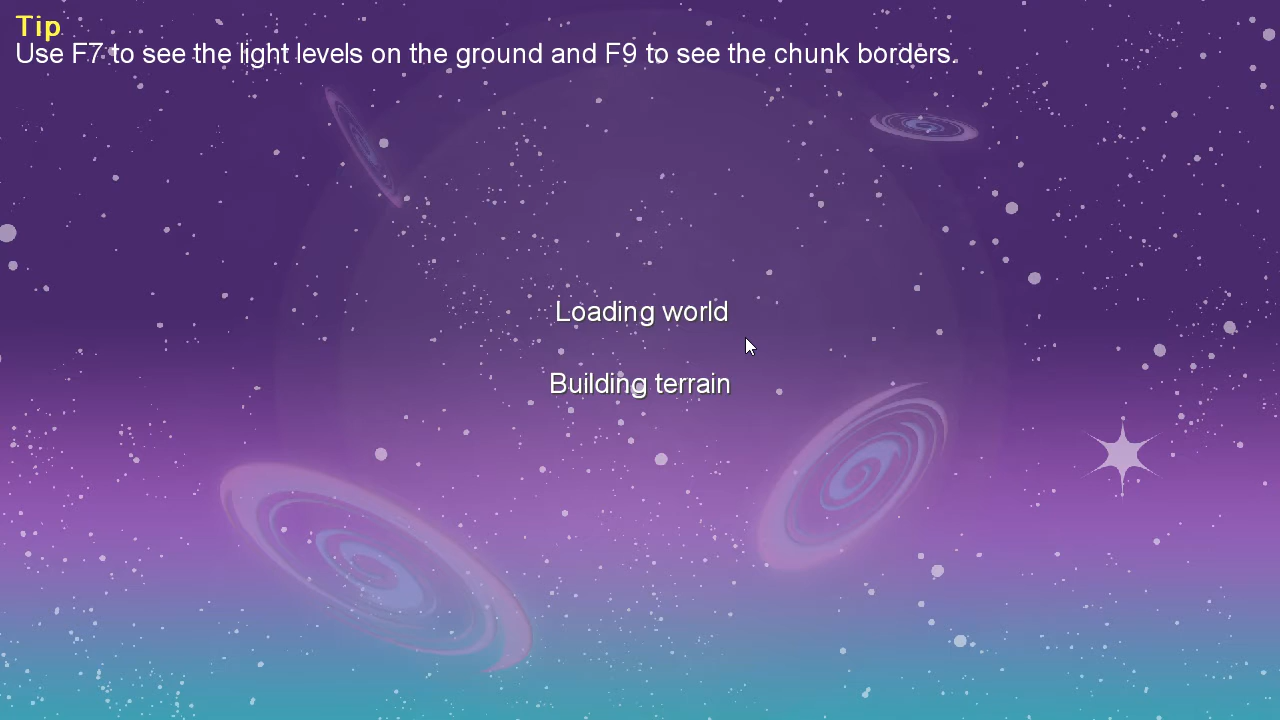 Tip
Use F7 to see the light levels on the ground and F9 to see the chunk borders.
Loading world
Building terrain